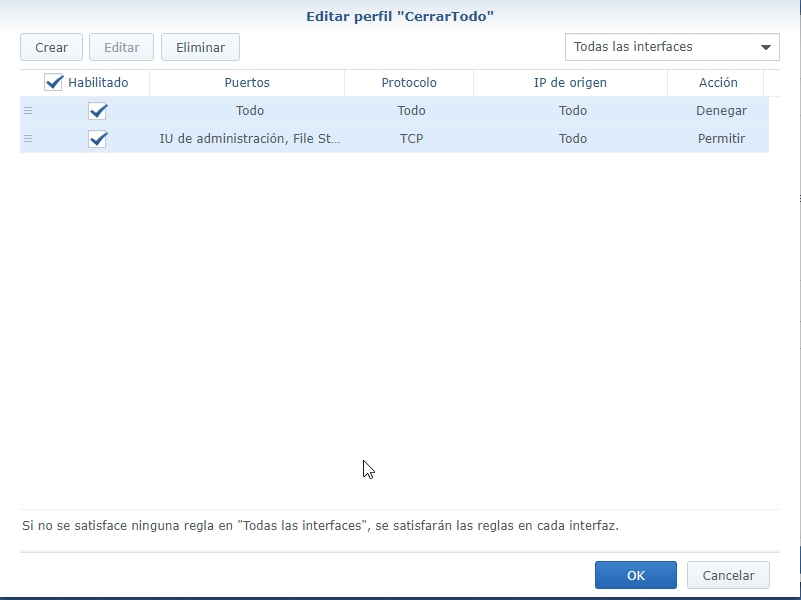 Editar perfil "CerrarTodo"
Crear Editar Eliminar Todas las interfaces
Habilitado Puertos Protocolo IP de origen Acción
Todo Todo Todo Denegar
IU de administración, File St... TCP Todo Permitir
Si no se satisface ninguna regla en "Todas las interfaces", se satisfarán las reglas en cada interfaz.
OK Cancelar